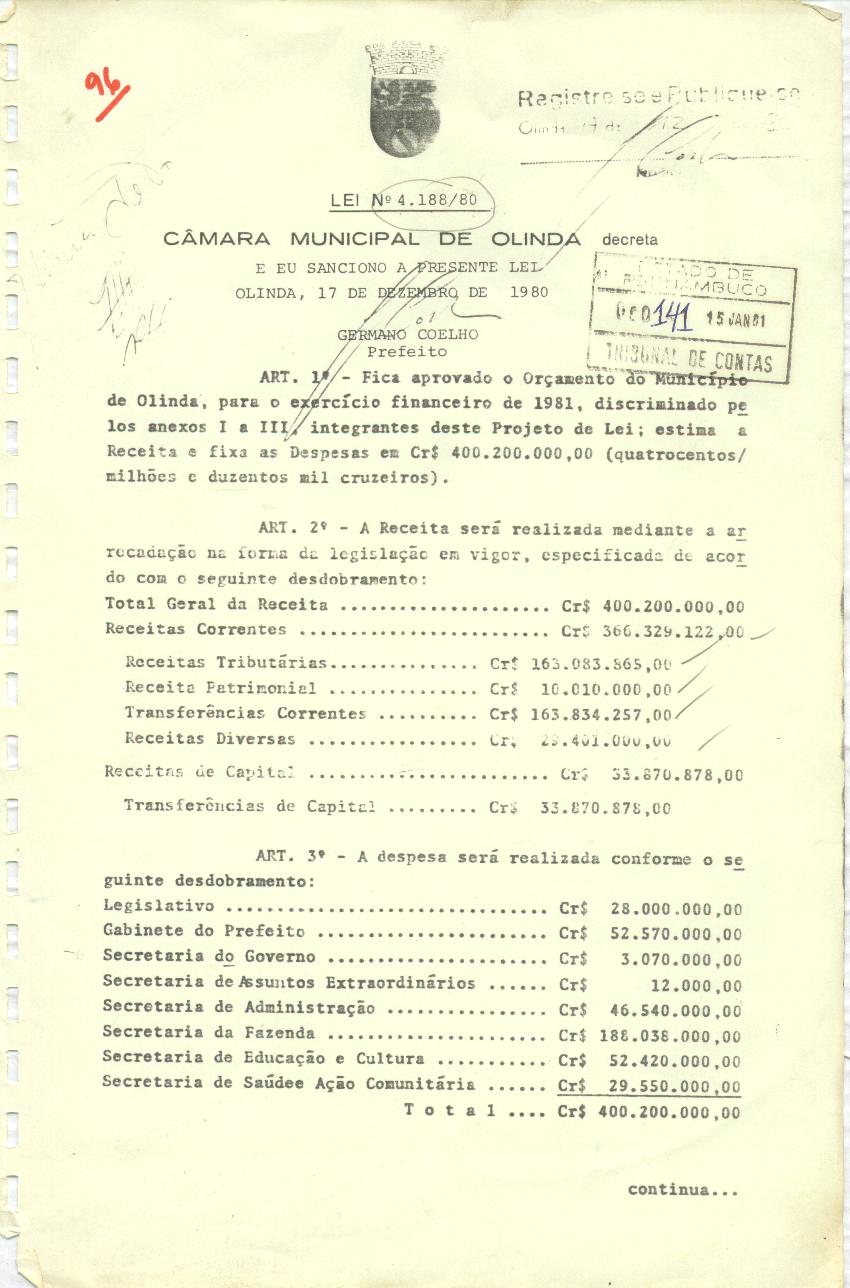 96
Registre se e Publique-se
Olinda, 17 de 12
LEI Nº 4.188/80
CÂMARA MUNICIPAL DE OLINDA decreta
E EU SANCIONO A PRESENTE LEI
OLINDA, 17 DE DEZEMBRO DE 1980
ESTADO DE
PERNAMBUCO
141 15 JAN 81
TRIBUNAL DE CONTAS
GERMANO COELHO
Prefeito
ART. 1º - Fica aprovado o Orçamento do Município
de Olinda, para o exercício financeiro de 1981, discriminado pe
los anexos I a III, integrantes deste Projeto de Lei; estima a
Receita e fixa as Despesas em Cr$ 400.200.000,00 (quatrocentos/
milhões e duzentos mil cruzeiros).
ART. 2º - A Receita será realizada mediante a ar
recadação na forma da legislação em vigor, especificada de acor
do com o seguinte desdobramento:
Total Geral da Receita ..................... Cr$ 400.200.000,00
Receitas Correntes ......................... Cr$ 366.329.122,00
Receitas Tributárias............... Cr$ 163.083.865,00
Receita Patrimonial ............... Cr$ 10.010.000,00
Transferências Correntes .......... Cr$ 163.834.257,00
Receitas Diversas ................. Cr$ 29.401.000,00
Receitas de Capital ........................ Cr$ 33.870.878,00
Transferências de Capital ......... Cr$ 33.870.878,00
ART. 3º - A despesa será realizada conforme o se
guinte desdobramento:
Legislativo ................................ Cr$ 28.000.000,00
Gabinete do Prefeito ....................... Cr$ 52.570.000,00
Secretaria do Governo ...................... Cr$ 3.070.000,00
Secretaria de Assuntos Extraordinários ...... Cr$ 12.000,00
Secretaria de Administração ................ Cr$ 46.540.000,00
Secretaria da Fazenda ...................... Cr$ 188.038.000,00
Secretaria de Educação e Cultura ........... Cr$ 52.420.000,00
Secretaria de Saúdee Ação Comunitária ...... Cr$ 29.550.000,00
T o t a l .... Cr$ 400.200.000,00
continua...